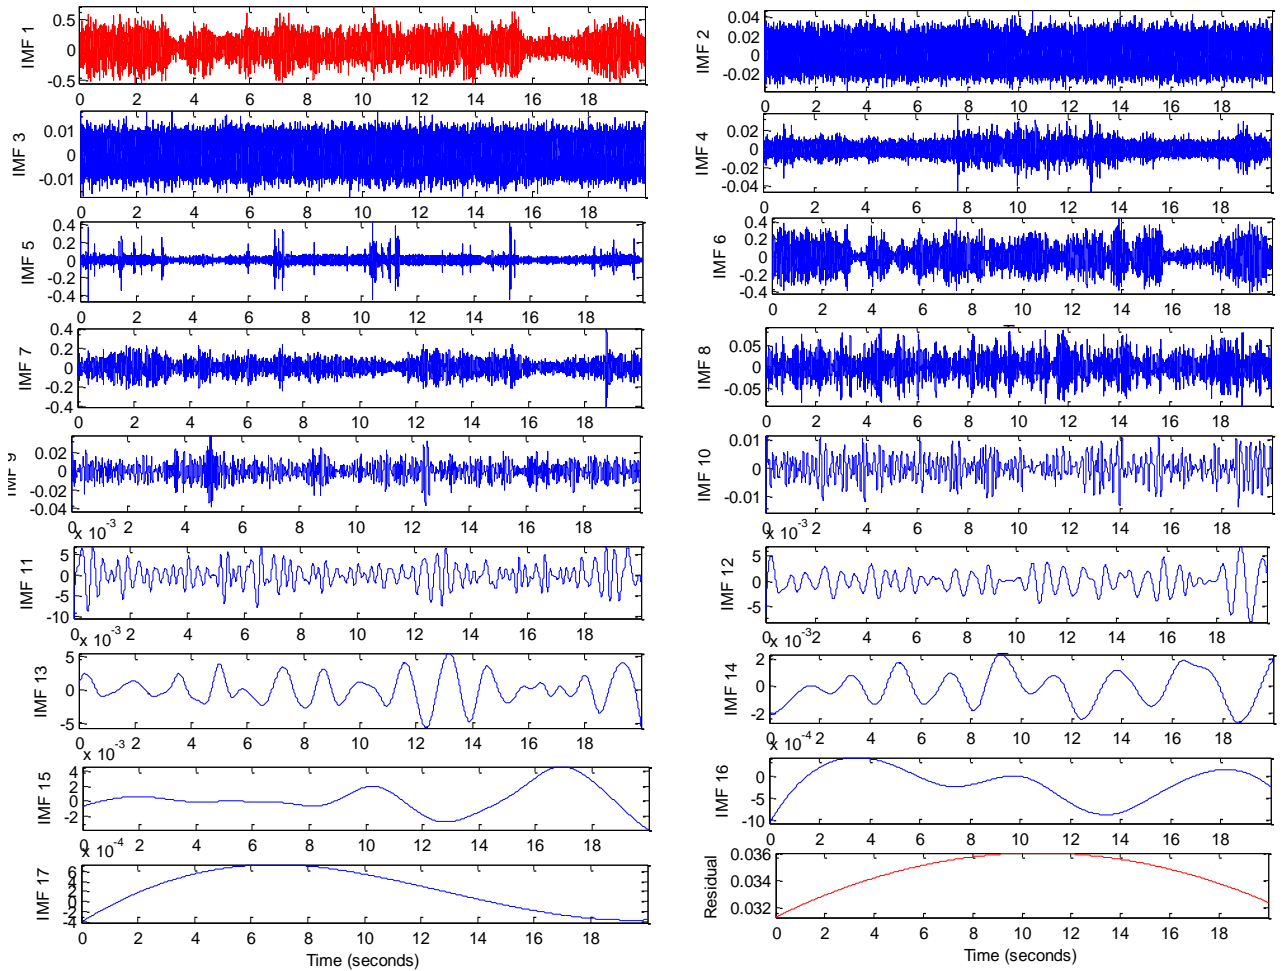 IMF 1
0.5
0
-0.5
0 2 4 6 8 10 12 14 16 18
IMF 2
0.04
0.02
0
-0.02
0 2 4 6 8 10 12 14 16 18
IMF 3
0.01
0
-0.01
0 2 4 6 8 10 12 14 16 18
IMF 4
0.02
0
-0.02
-0.04
0 2 4 6 8 10 12 14 16 18
IMF 5
0.4
0.2
0
-0.2
-0.4
0 2 4 6 8 10 12 14 16 18
IMF 6
0.4
0.2
0
-0.2
-0.4
0 2 4 6 8 10 12 14 16 18
IMF 7
0.4
0.2
0
-0.2
-0.4
0 2 4 6 8 10 12 14 16 18
IMF 8
0.05
0
-0.05
0 2 4 6 8 10 12 14 16 18
IMF 9
0.02
0
-0.02
-0.04
0 2 4 6 8 10 12 14 16 18
IMF 10
0.01
0
-0.01
0 2 4 6 8 10 12 14 16 18
x 10-3
IMF 11
5
0
-5
-10
0 2 4 6 8 10 12 14 16 18
x 10-3
IMF 12
5
0
-5
0 2 4 6 8 10 12 14 16 18
x 10-3
IMF 13
5
0
-5
0 2 4 6 8 10 12 14 16 18
x 10-3
IMF 14
2
0
-2
0 2 4 6 8 10 12 14 16 18
x 10-3
IMF 15
4
2
0
-2
0 2 4 6 8 10 12 14 16 18
x 10-4
IMF 16
0
-5
-10
0 2 4 6 8 10 12 14 16 18
x 10-4
IMF 17
6
4
2
0
-2
-4
0 2 4 6 8 10 12 14 16 18
Time (seconds)
Residual
0.036
0.034
0.032
0 2 4 6 8 10 12 14 16 18
Time (seconds)